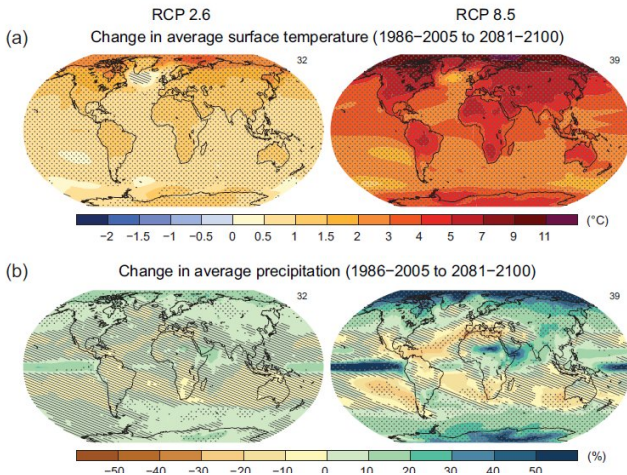 RCP 2.6 RCP 8.5
(a) Change in average surface temperature (1986−2005 to 2081−2100)
32 39
−2 −1.5 −1 −0.5 0 0.5 1 1.5 2 3 4 5 7 9 11 (°C)
(b) Change in average precipitation (1986−2005 to 2081−2100)
32 39
−50 −40 −30 −20 −10 0 10 20 30 40 50 (%)